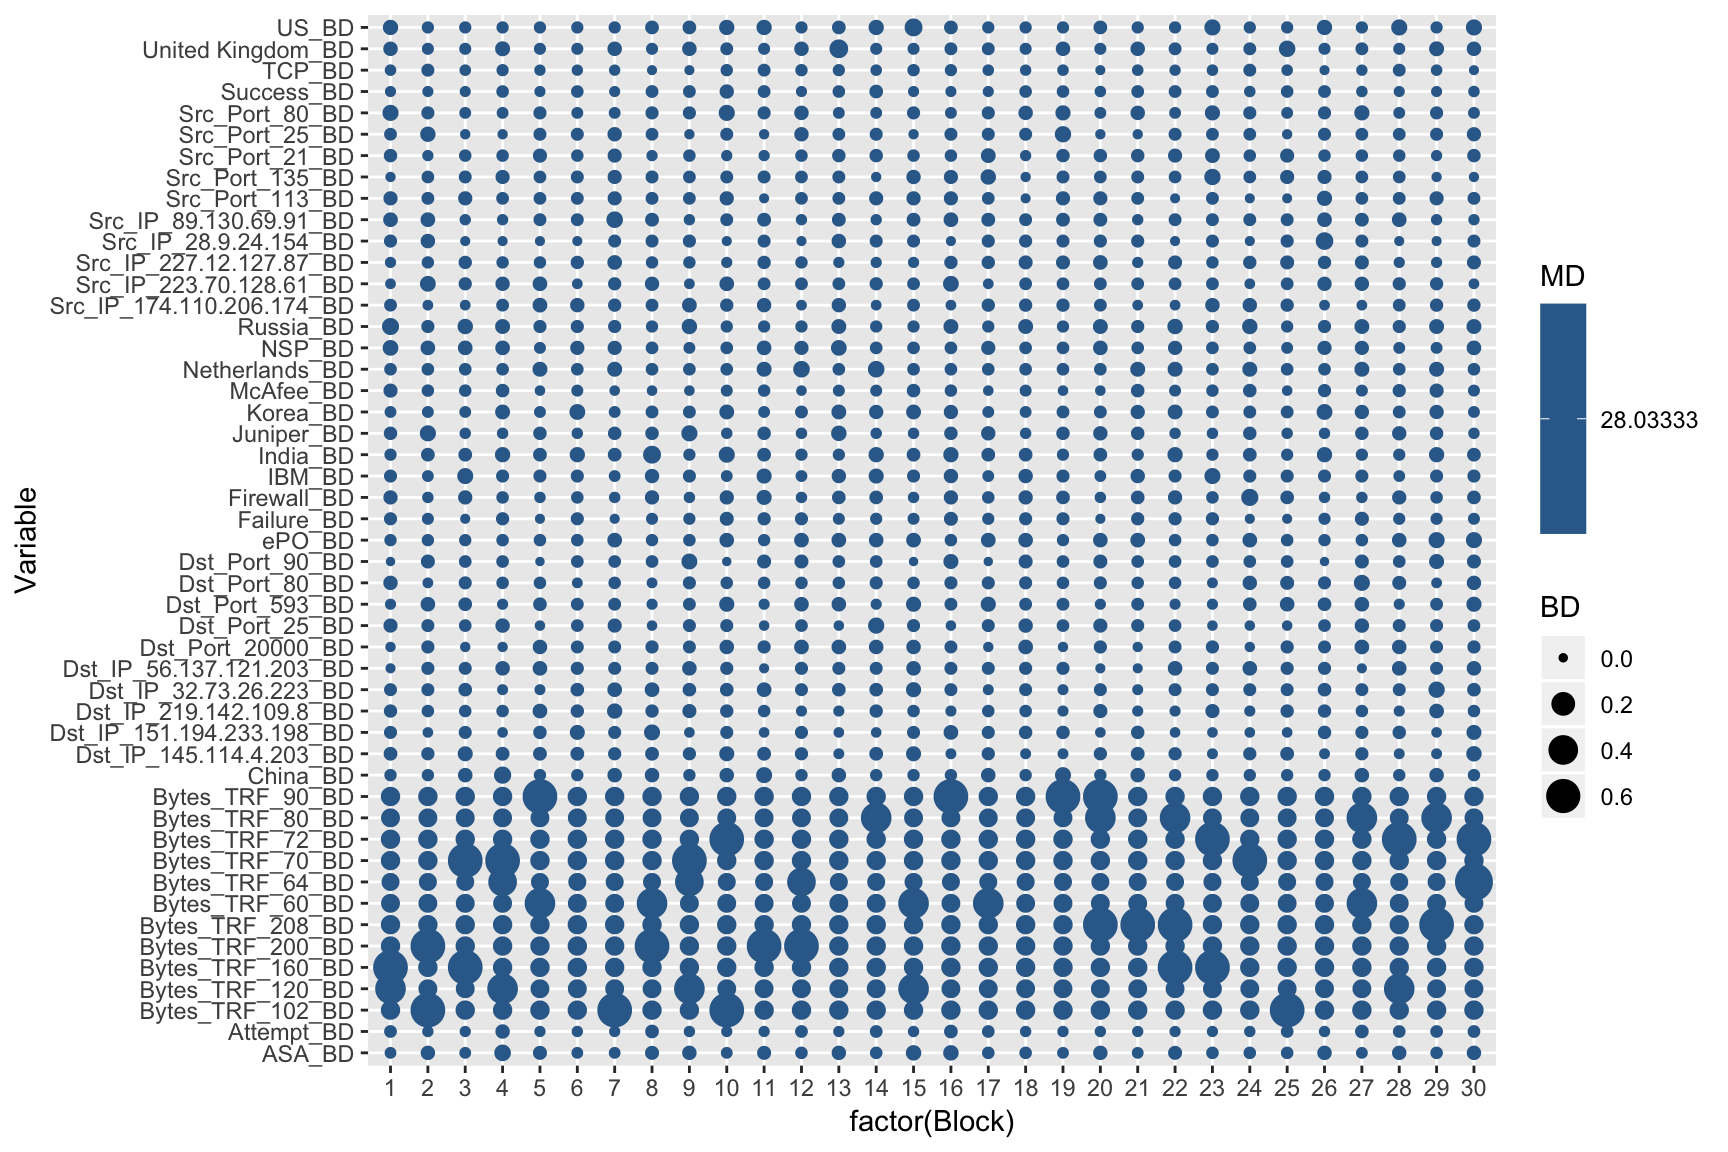 US_BD
United Kingdom_BD
TCP_BD
Success_BD
Src_Port_80_BD
Src_Port_25_BD
Src_Port_21_BD
Src_Port_135_BD
Src_Port_113_BD
Src_IP_89.130.69.91_BD
Src_IP_28.9.24.154_BD
Src_IP_227.12.127.87_BD
Src_IP_223.70.128.61_BD
Src_IP_174.110.206.174_BD
Russia_BD
NSP_BD
Netherlands_BD
McAfee_BD
Korea_BD
Juniper_BD
India_BD
IBM_BD
Firewall_BD
Failure_BD
ePO_BD
Dst_Port_90_BD
Dst_Port_80_BD
Dst_Port_593_BD
Dst_Port_25_BD
Dst_Port_20000_BD
Dst_IP_56.137.121.203_BD
Dst_IP_32.73.26.223_BD
Dst_IP_219.142.109.8_BD
Dst_IP_151.194.233.198_BD
Dst_IP_145.114.4.203_BD
China_BD
Bytes_TRF_90_BD
Bytes_TRF_80_BD
Bytes_TRF_72_BD
Bytes_TRF_70_BD
Bytes_TRF_64_BD
Bytes_TRF_60_BD
Bytes_TRF_208_BD
Bytes_TRF_200_BD
Bytes_TRF_160_BD
Bytes_TRF_120_BD
Bytes_TRF_102_BD
Attempt_BD
ASA_BD
Variable
1 2 3 4 5 6 7 8 9 10 11 12 13 14 15 16 17 18 19 20 21 22 23 24 25 26 27 28 29 30
factor(Block)
MD
28.03333
BD
0.0
0.2
0.4
0.6